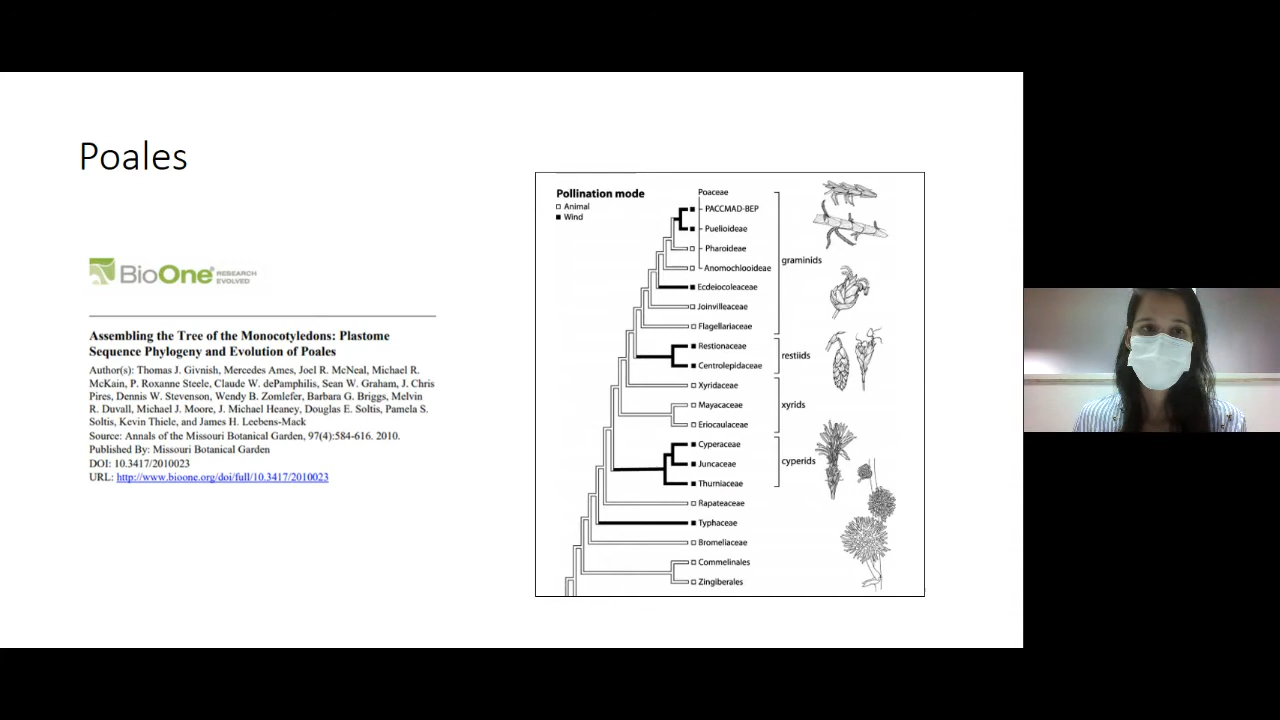 Poales
BioOne® RESEARCH
EVOLVED
Assembling the Tree of the Monocotyledons: Plastome
Sequence Phylogeny and Evolution of Poales
Author(s): Thomas J. Givnish, Mercedes Ames, Joel R. McNeal, Michael R.
McKain, P. Roxanne Steele, Claude W. dePamphilis, Sean W. Graham, J. Chris
Pires, Dennis W. Stevenson, Wendy B. Zomlefer, Barbara G. Briggs, Melvin
R. Duvall, Michael J. Moore, J. Michael Heaney, Douglas E. Soltis, Pamela S.
Soltis, Kevin Thiele, and James H. Leebens-Mack
Source: Annals of the Missouri Botanical Garden, 97(4):584-616. 2010.
Published By: Missouri Botanical Garden
DOI: 10.3417/2010023
URL: http://www.bioone.org/doi/full/10.3417/2010023
Pollination mode
Animal
Wind
Poaceae
PACCMAD-BEP
Puelioideae
Pharoideae
Anomochlooideae
Ecdeiocoleaceae
Joinvilleaceae
Flagellariaceae
graminids
Restionaceae
Centrolepidaceae
restiids
Xyridaceae
Mayacaceae
Eriocaulaceae
xyrids
Cyperaceae
Juncaceae
Thurniaceae
cyperids
Rapateaceae
Typhaceae
Bromeliaceae
Commelinales
Zingiberales